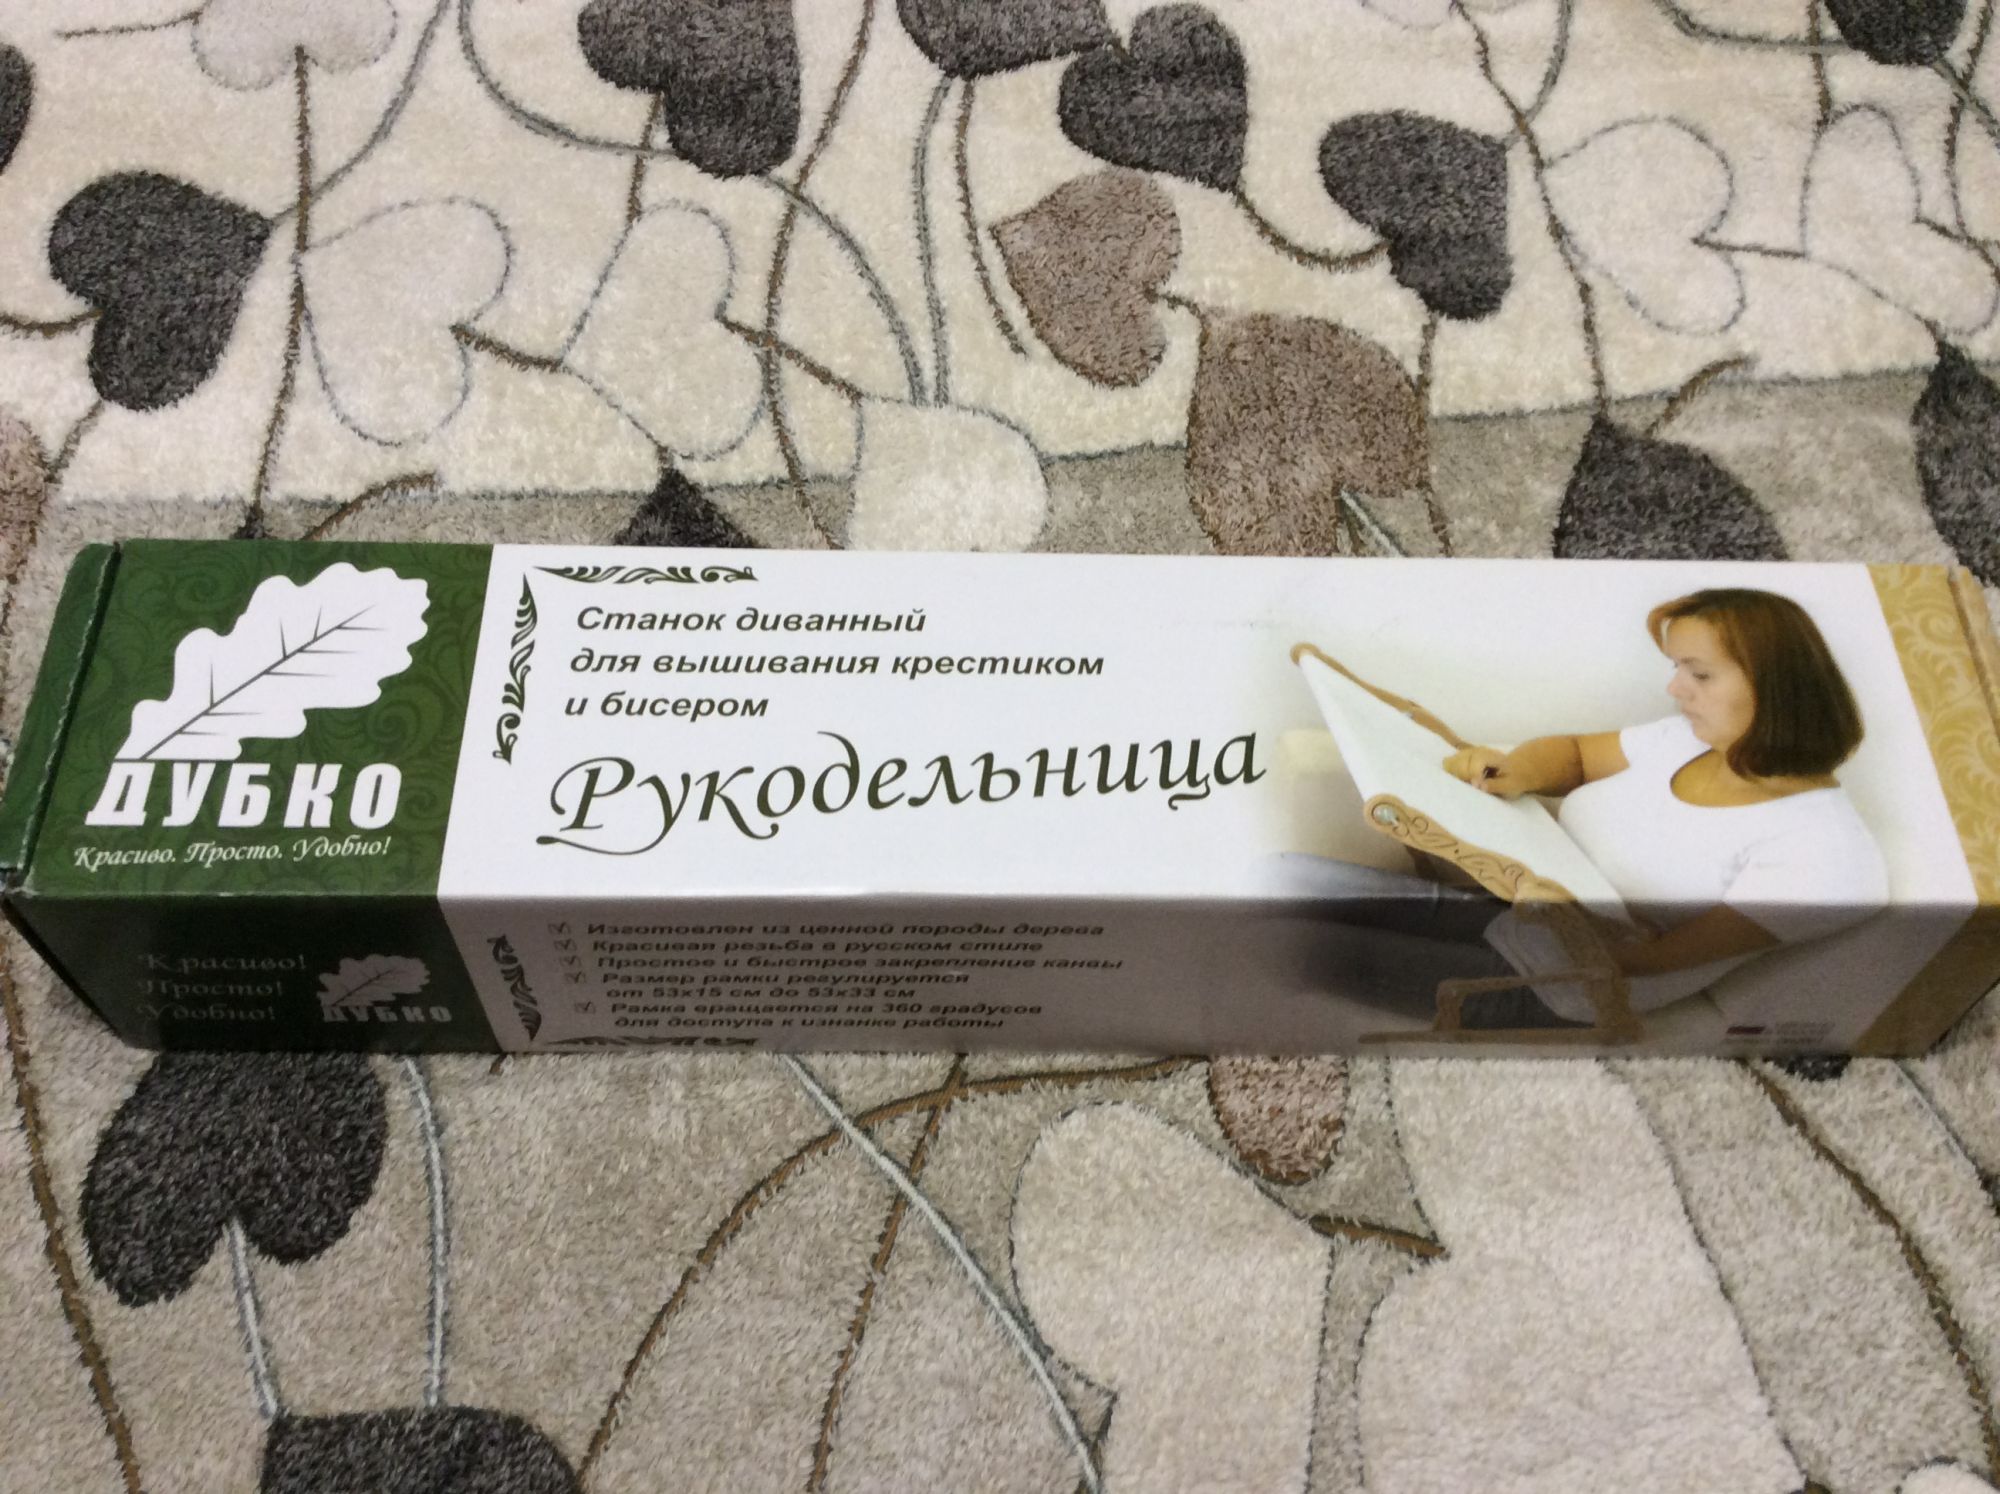 ДУБКО
Красиво. Просто. Удобно!
Станок диванный
для вышивания крестиком
и бисером
Рукодельница
Красиво!
Просто!
Удобно!
ДУБКО
Изготовлен из ценной породы дерева
Красивая резьба в русском стиле
Простое и быстрое закрепление канвы
Размер рамки регулируется
от 53х15 см до 53х33 см
Рамка вращается на 360 градусов
для доступа к изнанке работы